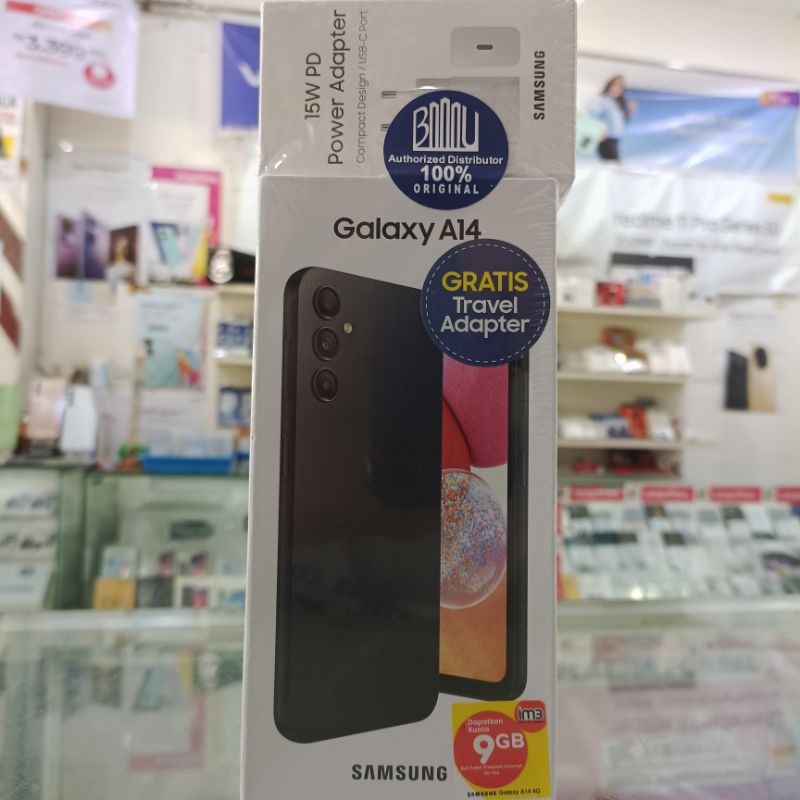 15W PD
Power Adapter
Compact Design / USB-C Port
SAMSUNG
BMU
Authorized Distributor
100%
ORIGINAL
Galaxy A14
GRATIS
Travel
Adapter
im3
Dapatkan
Kuota
9GB
SAMSUNG
SAMSUNG Galaxy A14 4G